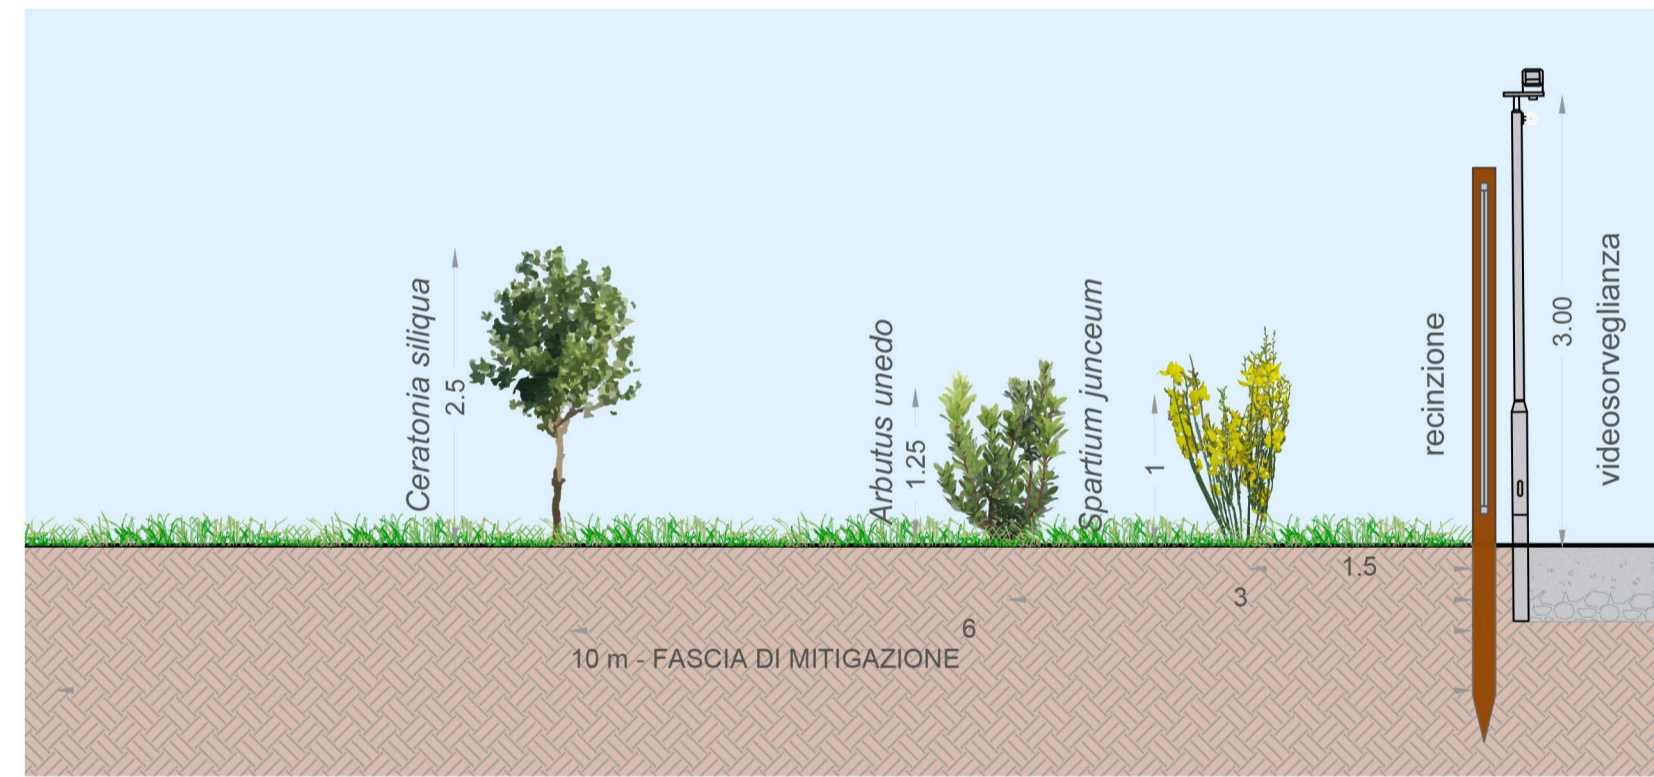 Ceratonia siliqua
2.5
Arbutus unedo
1.25
Spartium junceum
1
recinzione
3.00
videosorveglianza
1.5
3
6
10 m - FASCIA DI MITIGAZIONE